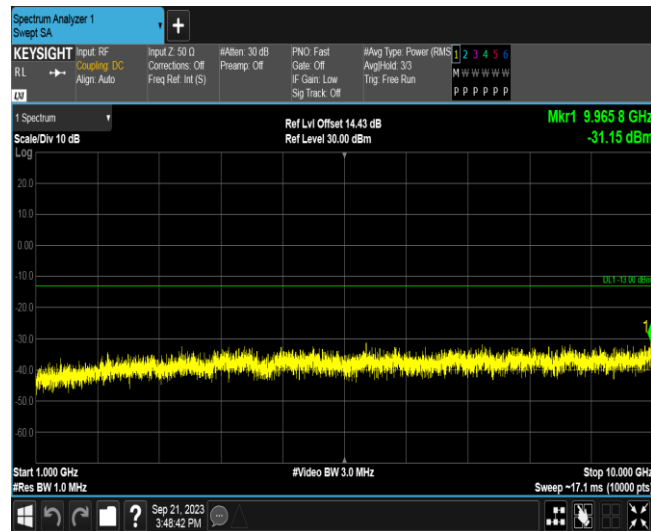 Spectrum Analyzer 1
Swept SA
KEYSIGHT
RL
LXI
Input: RF
Coupling: DC
Align: Auto
Input Z: 50 Ω
Corrections: Off
Freq Ref: Int (S)
#Atten: 30 dB
Preamp: Off
PNO: Fast
Gate: Off
IF Gain: Low
Sig Track: Off
#Avg Type: Power (RMS
Avg|Hold: 3/3
Trig: Free Run
1 2 3 4 5 6
M W W W W W
P P P P P P
1 Spectrum
Scale/Div 10 dB
Log
Ref Lvl Offset 14.43 dB
Ref Level 30.00 dBm
Mkr1 9.965 8 GHz
-31.15 dBm
20.0
10.0
0.00
-10.0
DL1 -13.00 dBm
-20.0
1
-30.0
-40.0
-50.0
-60.0
Start 1.000 GHz
#Res BW 1.0 MHz
#Video BW 3.0 MHz
Stop 10.000 GHz
Sweep ~17.1 ms (10000 pts)
?
Sep 21, 2023
3:48:42 PM